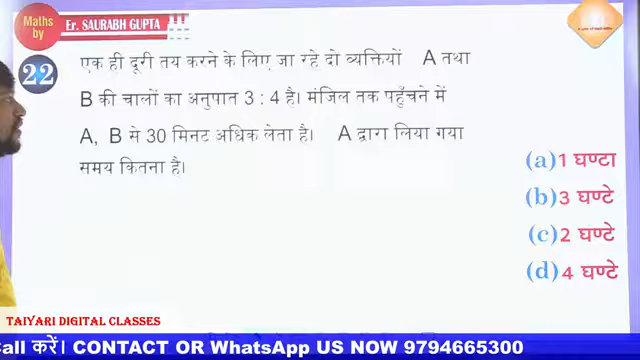 Maths
by
Er. SAURABH GUPTA
22
एक ही दूरी तय करने के लिए जा रहे दो व्यक्तियों A तथा
B की चालों का अनुपात 3 : 4 है। मंजिल तक पहुँचने में
A, B से 30 मिनट अधिक लेता है। A द्वारा लिया गया
समय कितना है।
(a) 1 घण्टा
(b) 3 घण्टे
(c) 2 घण्टे
(d) 4 घण्टे
TAIYARI DIGITAL CLASSES
Call करें। CONTACT OR WhatsApp US NOW 9794665300